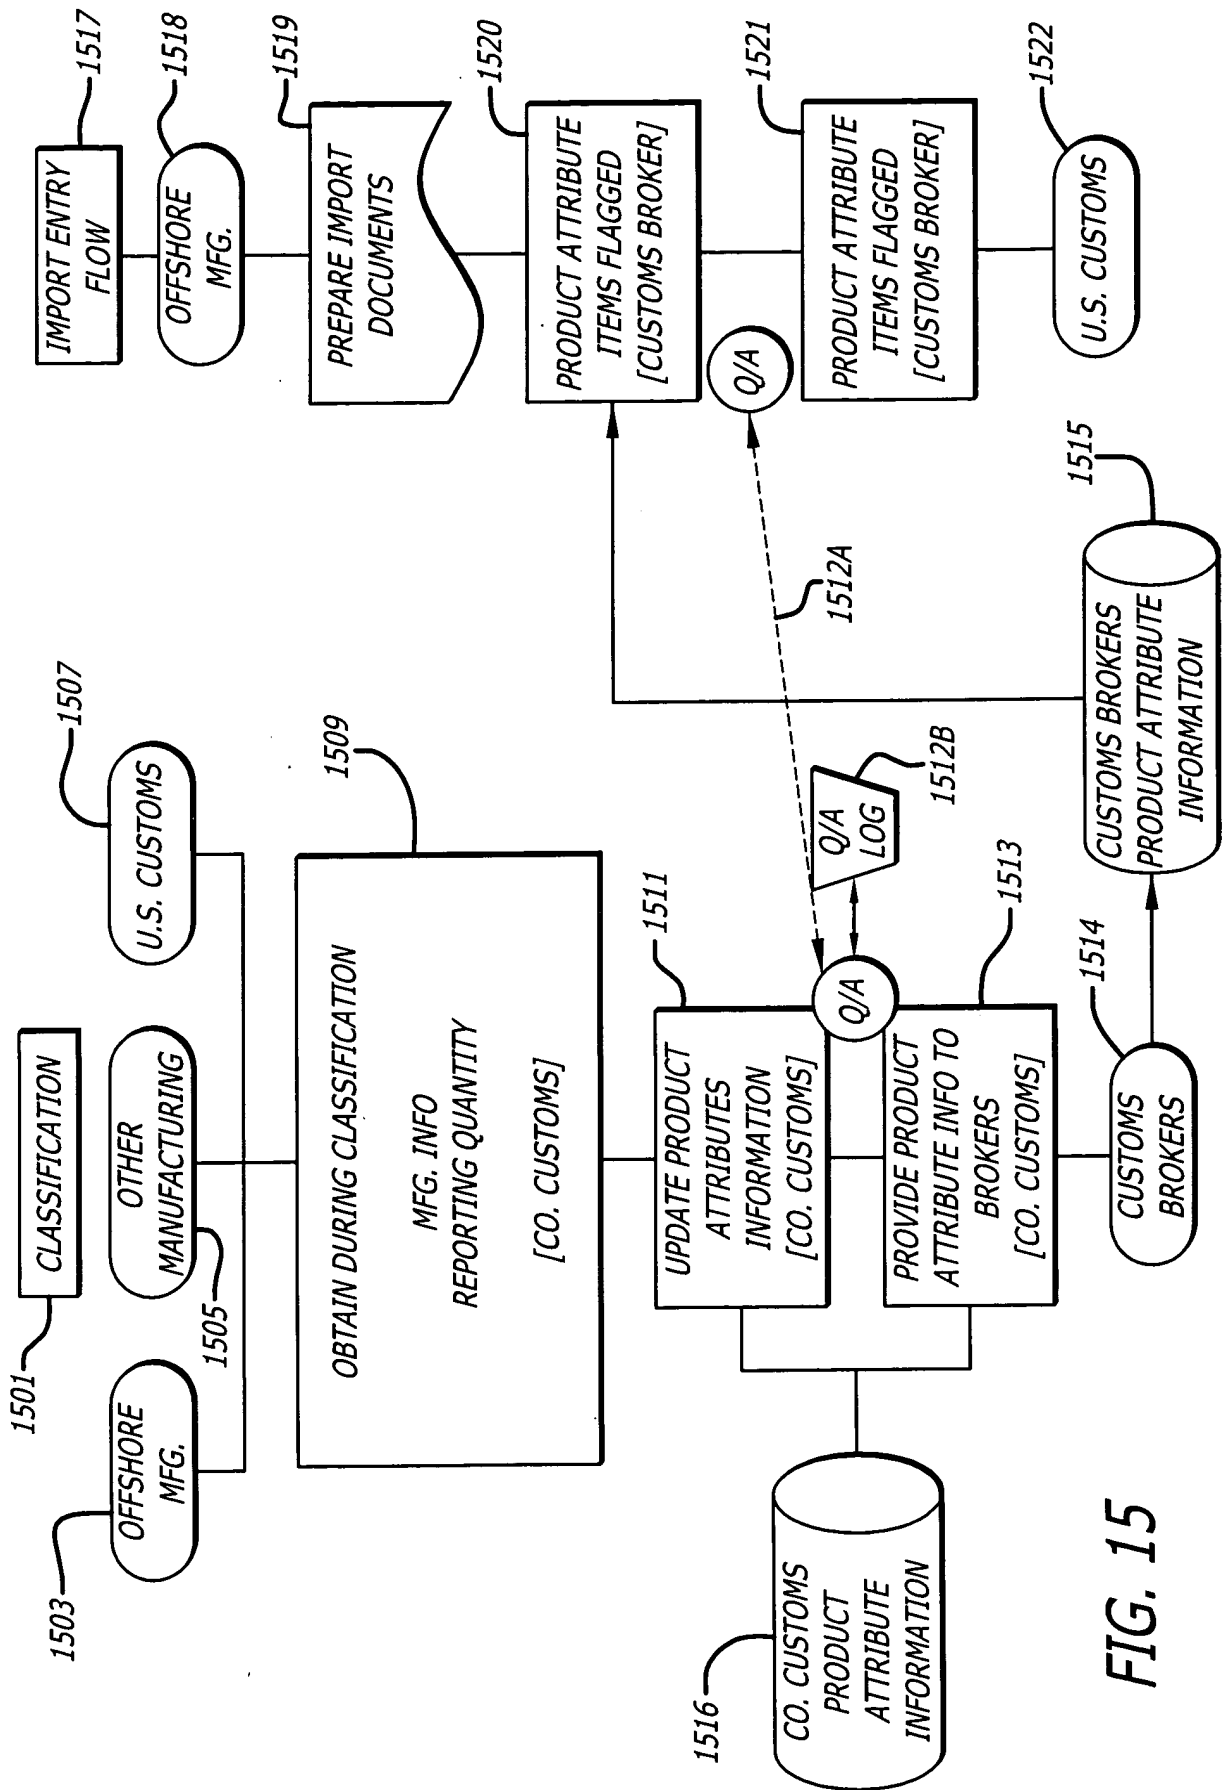 CLASSIFICATION
1501
OFFSHORE
MFG.
1503
OTHER
MANUFACTURING
1505
U.S. CUSTOMS
1507
OBTAIN DURING CLASSIFICATION
MFG. INFO
REPORTING QUANTITY
[CO. CUSTOMS]
1509
UPDATE PRODUCT
ATTRIBUTES
INFORMATION
[CO. CUSTOMS]
1511
Q/A
Q/A
LOG
1512B
1512A
PROVIDE PRODUCT
ATTRIBUTE INFO TO
BROKERS
[CO. CUSTOMS]
1513
CO. CUSTOMS
PRODUCT
ATTRIBUTE
INFORMATION
1516
CUSTOMS
BROKERS
1514
CUSTOMS BROKERS
PRODUCT ATTRIBUTE
INFORMATION
1515
IMPORT ENTRY
FLOW
1517
OFFSHORE
MFG.
1518
PREPARE IMPORT
DOCUMENTS
1519
PRODUCT ATTRIBUTE
ITEMS FLAGGED
[CUSTOMS BROKER]
1520
Q/A
PRODUCT ATTRIBUTE
ITEMS FLAGGED
[CUSTOMS BROKER]
1521
U.S. CUSTOMS
1522
FIG. 15